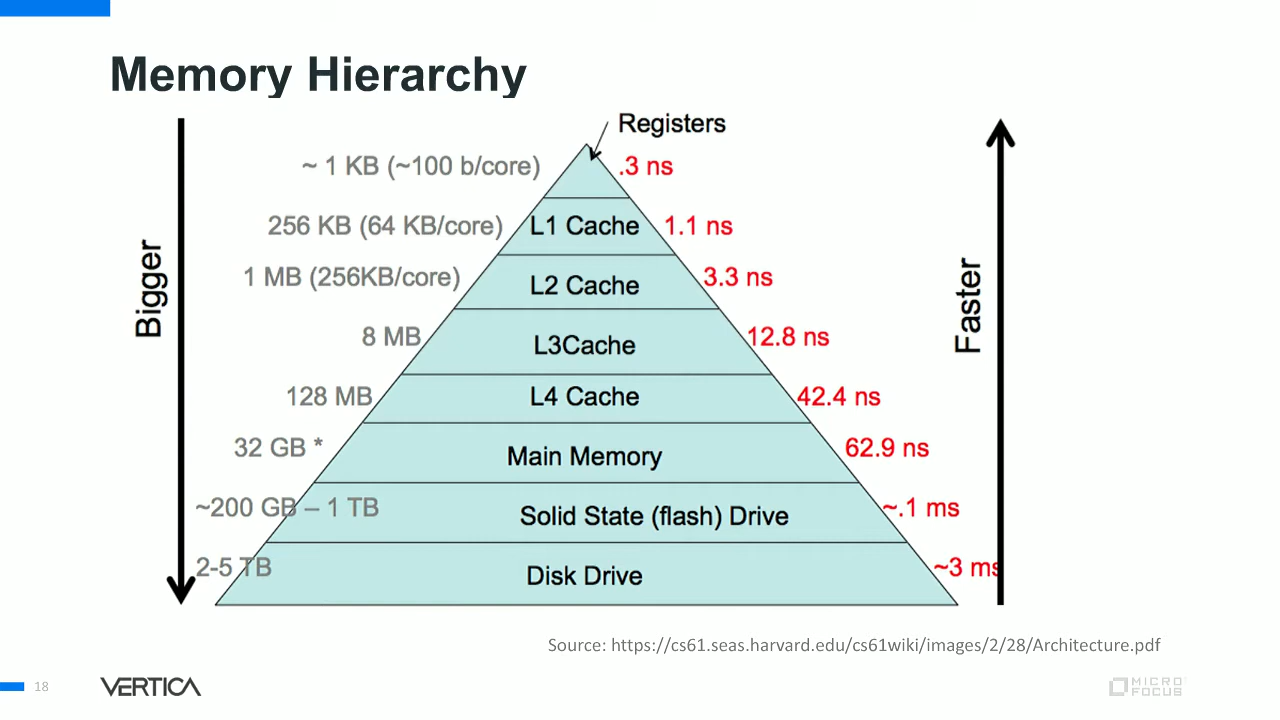 Memory Hierarchy
Registers
~ 1 KB (~100 b/core) .3 ns
256 KB (64 KB/core) L1 Cache 1.1 ns
1 MB (256KB/core) L2 Cache 3.3 ns
8 MB L3Cache 12.8 ns
128 MB L4 Cache 42.4 ns
32 GB * Main Memory 62.9 ns
~200 GB – 1 TB Solid State (flash) Drive ~.1 ms
2-5 TB Disk Drive ~3 ms
Bigger
Faster
Source: https://cs61.seas.harvard.edu/cs61wiki/images/2/28/Architecture.pdf
18 VERTICA
MICRO
FOCUS